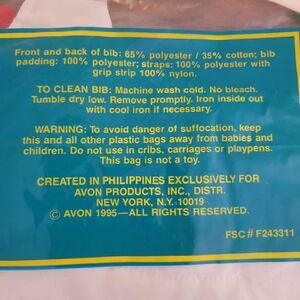 Front and back of bib: 65% polyester / 35% cotton; bib
padding: 100% polyester; straps: 100% polyester with
grip strip 100% nylon.
TO CLEAN BIB: Machine wash cold. No bleach.
Tumble dry low. Remove promptly. Iron inside out
with cool iron if necessary.
WARNING: To avoid danger of suffocation, keep
this and all other plastic bags away from babies and
children. Do not use in cribs, carriages or playpens.
This bag is not a toy.
CREATED IN PHILIPPINES EXCLUSIVELY FOR
AVON PRODUCTS, INC., DISTR.
NEW YORK, N.Y. 10019
© AVON 1995—ALL RIGHTS RESERVED.
FSC# F243311